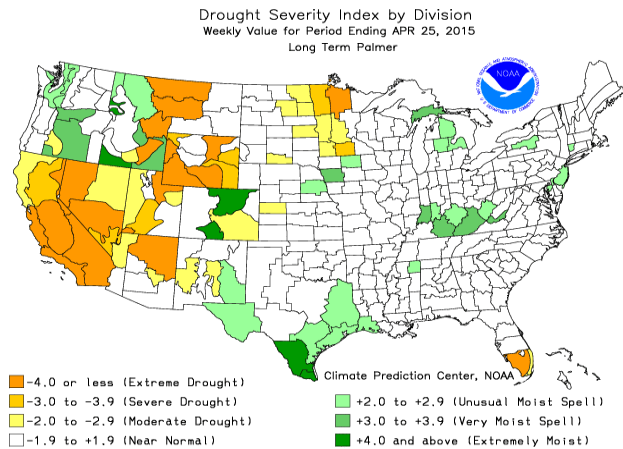 Drought Severity Index by Division
Weekly Value for Period Ending APR 25, 2015
Long Term Palmer
NOAA
Climate Prediction Center, NOAA
-4.0 or less (Extreme Drought)
-3.0 to -3.9 (Severe Drought)
-2.0 to -2.9 (Moderate Drought)
-1.9 to +1.9 (Near Normal)
+2.0 to +2.9 (Unusual Moist Spell)
+3.0 to +3.9 (Very Moist Spell)
+4.0 and above (Extremely Moist)